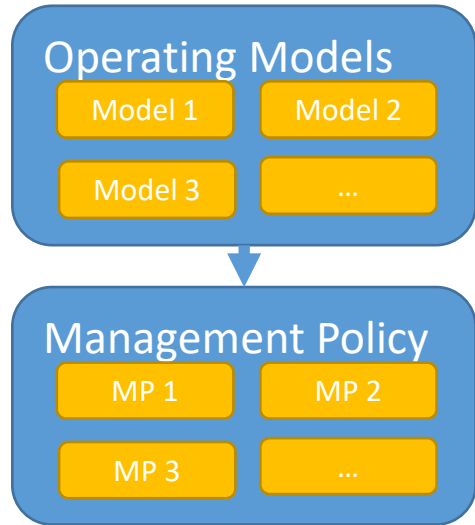 Operating Models
Model 1 Model 2
Model 3 ...
Management Policy
MP 1 MP 2
MP 3 ...